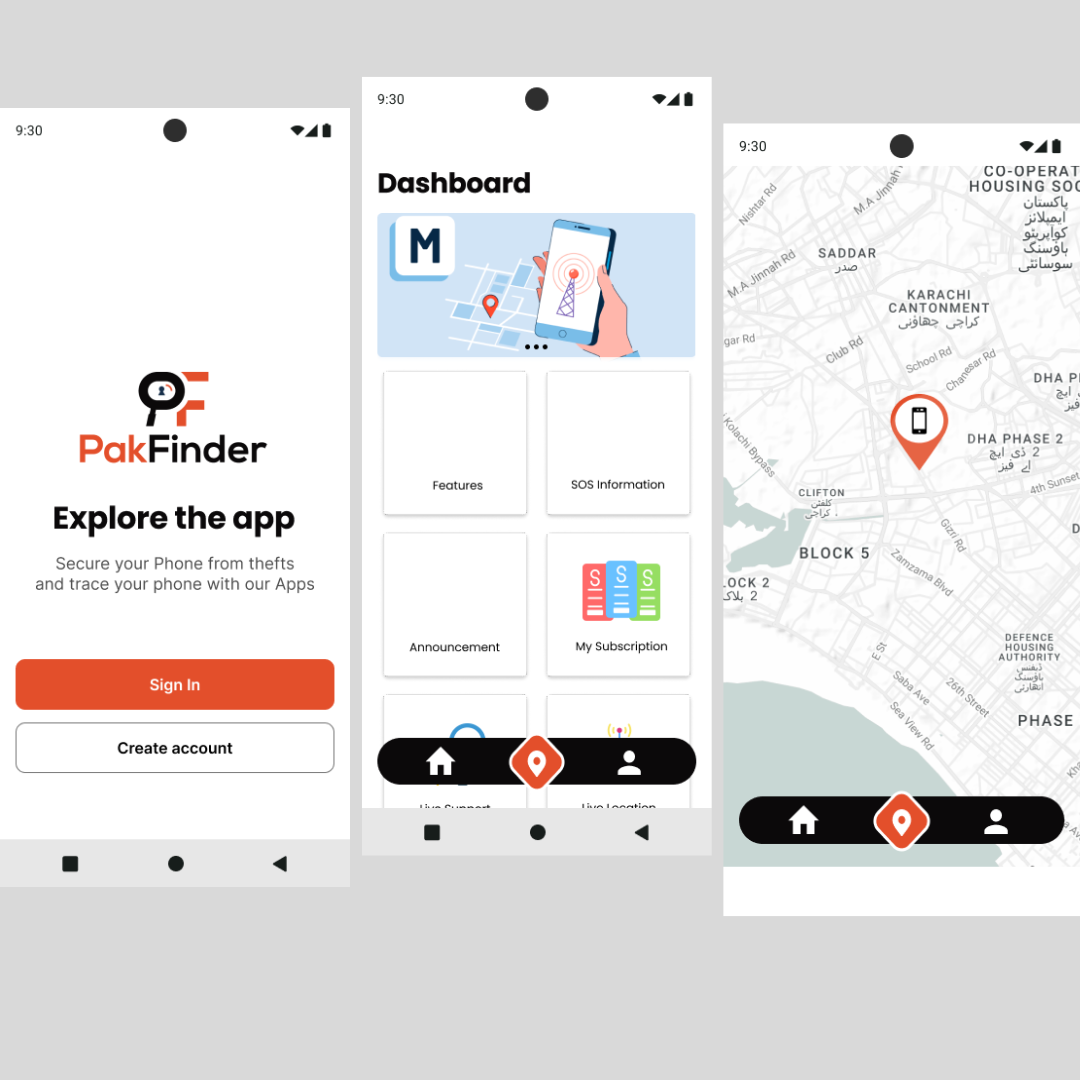 9:30
PF
PakFinder
Explore the app
Secure your Phone from thefts
and trace your phone with our Apps
Sign In
Create account
9:30
Dashboard
M
Features
SOS Information
Announcement
S S S
My Subscription
Live Support
Live Location
9:30
CO-OPERAT
HOUSING SOC
پاکستان
ایمپلائز
کواپریٹو
ہاؤسنگ
سوسائٹی
Nishtar Rd
M.A Jinnah
SADDAR
صدر
M.A Jinnah Rd
KARACHI
CANTONMENT
کراچی چھاؤنی
gar Rd
Club Rd
School Rd
Chanesar Rd
DHA P
ڈی ایچ
فیز
Kolachi Bypass
DHA PHASE 2
2 ڈی ایچ
اے فیز
4th Sunset
CLIFTON
کلفٹن
کراچی
BLOCK 5
Gizri Rd
Zamzama Blvd
LOCK 2
2 بلاک
E St
DEFENCE
HOUSING
AUTHORITY
ڈیفنس
ہاؤسنگ
اتھارٹی
Saba Ave
26th Street
Sea View Rd
PHASE